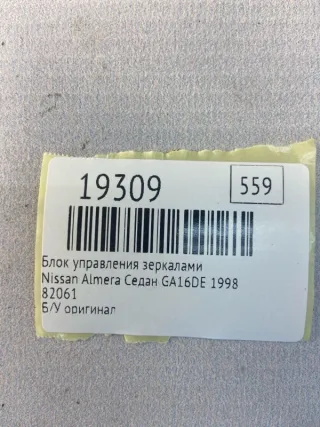 19309
559
Блок управления зеркалами
Nissan Almera Седан GA16DE 1998
82061
Б/У оригинал